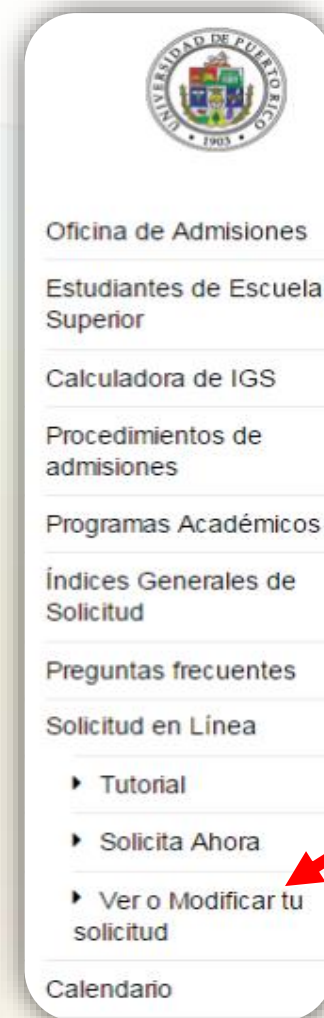 UNIVERSIDAD DE PUERTO RICO
• 1903 •
Oficina de Admisiones
Estudiantes de Escuela
Superior
Calculadora de IGS
Procedimientos de
admisiones
Programas Académicos
Índices Generales de
Solicitud
Preguntas frecuentes
Solicitud en Línea
Tutorial
Solicita Ahora
Ver o Modificar tu
solicitud
Calendario